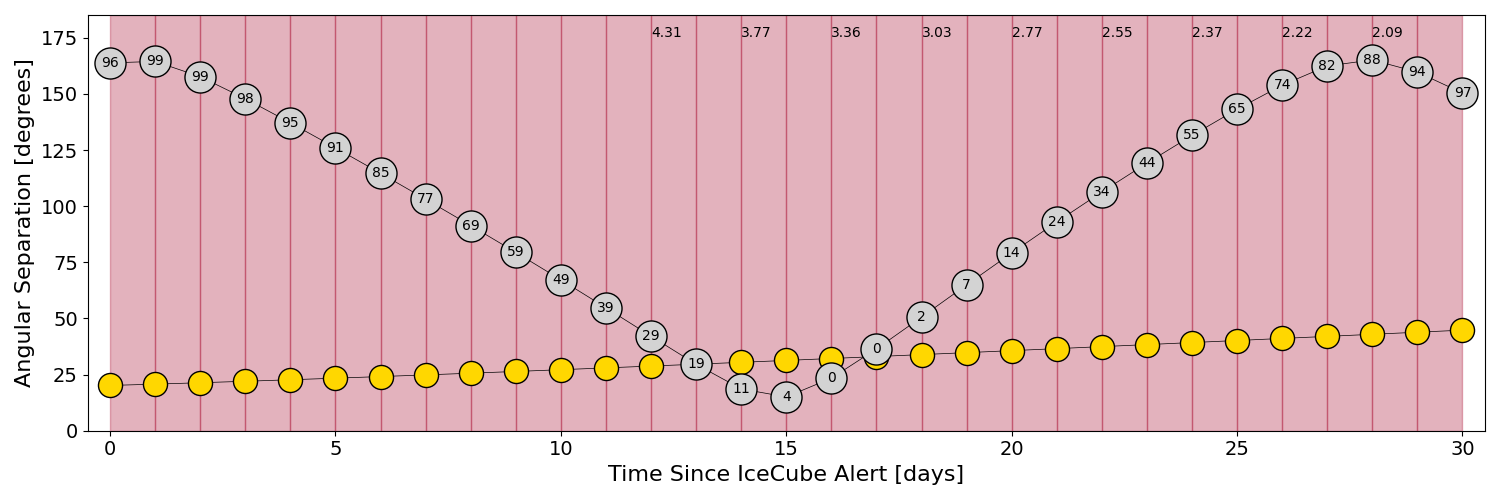 4.31 3.77 3.36 3.03 2.77 2.55 2.37 2.22 2.09
175
150
125
100
75
50
25
0
Angular Separation [degrees]
96 99 99 98 95 91 85 77 69 59 49 39 29 19 11 4 0 0 2 7 14 24 34 44 55 65 74 82 88 94 97
0 5 10 15 20 25 30
Time Since IceCube Alert [days]